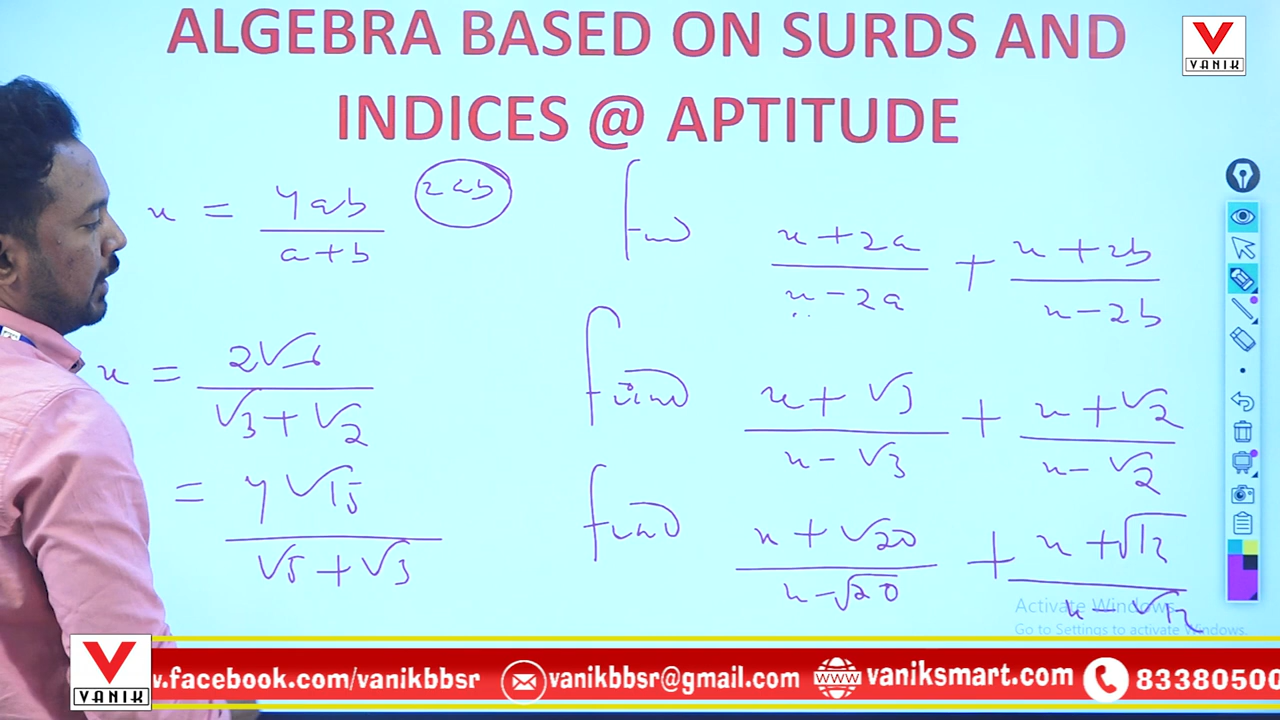 ALGEBRA BASED ON SURDS AND
INDICES @ APTITUDE
V
VANIK
x = 4ab / a+b
2ab
find x+2a / x-2a + x+2b / x-2b
x = 2√6 / √3+√2
find x+√3 / x-√3 + x+√2 / x-√2
= 4√15 / √5+√3
find x+√20 / x-√20 + x+√12 / x-√12
Activate Windows
Go to Settings to activate Windows.
V
VANIK
.facebook.com/vanikbbsr
vanikbbsr@gmail.com
www
vaniksmart.com
83380500